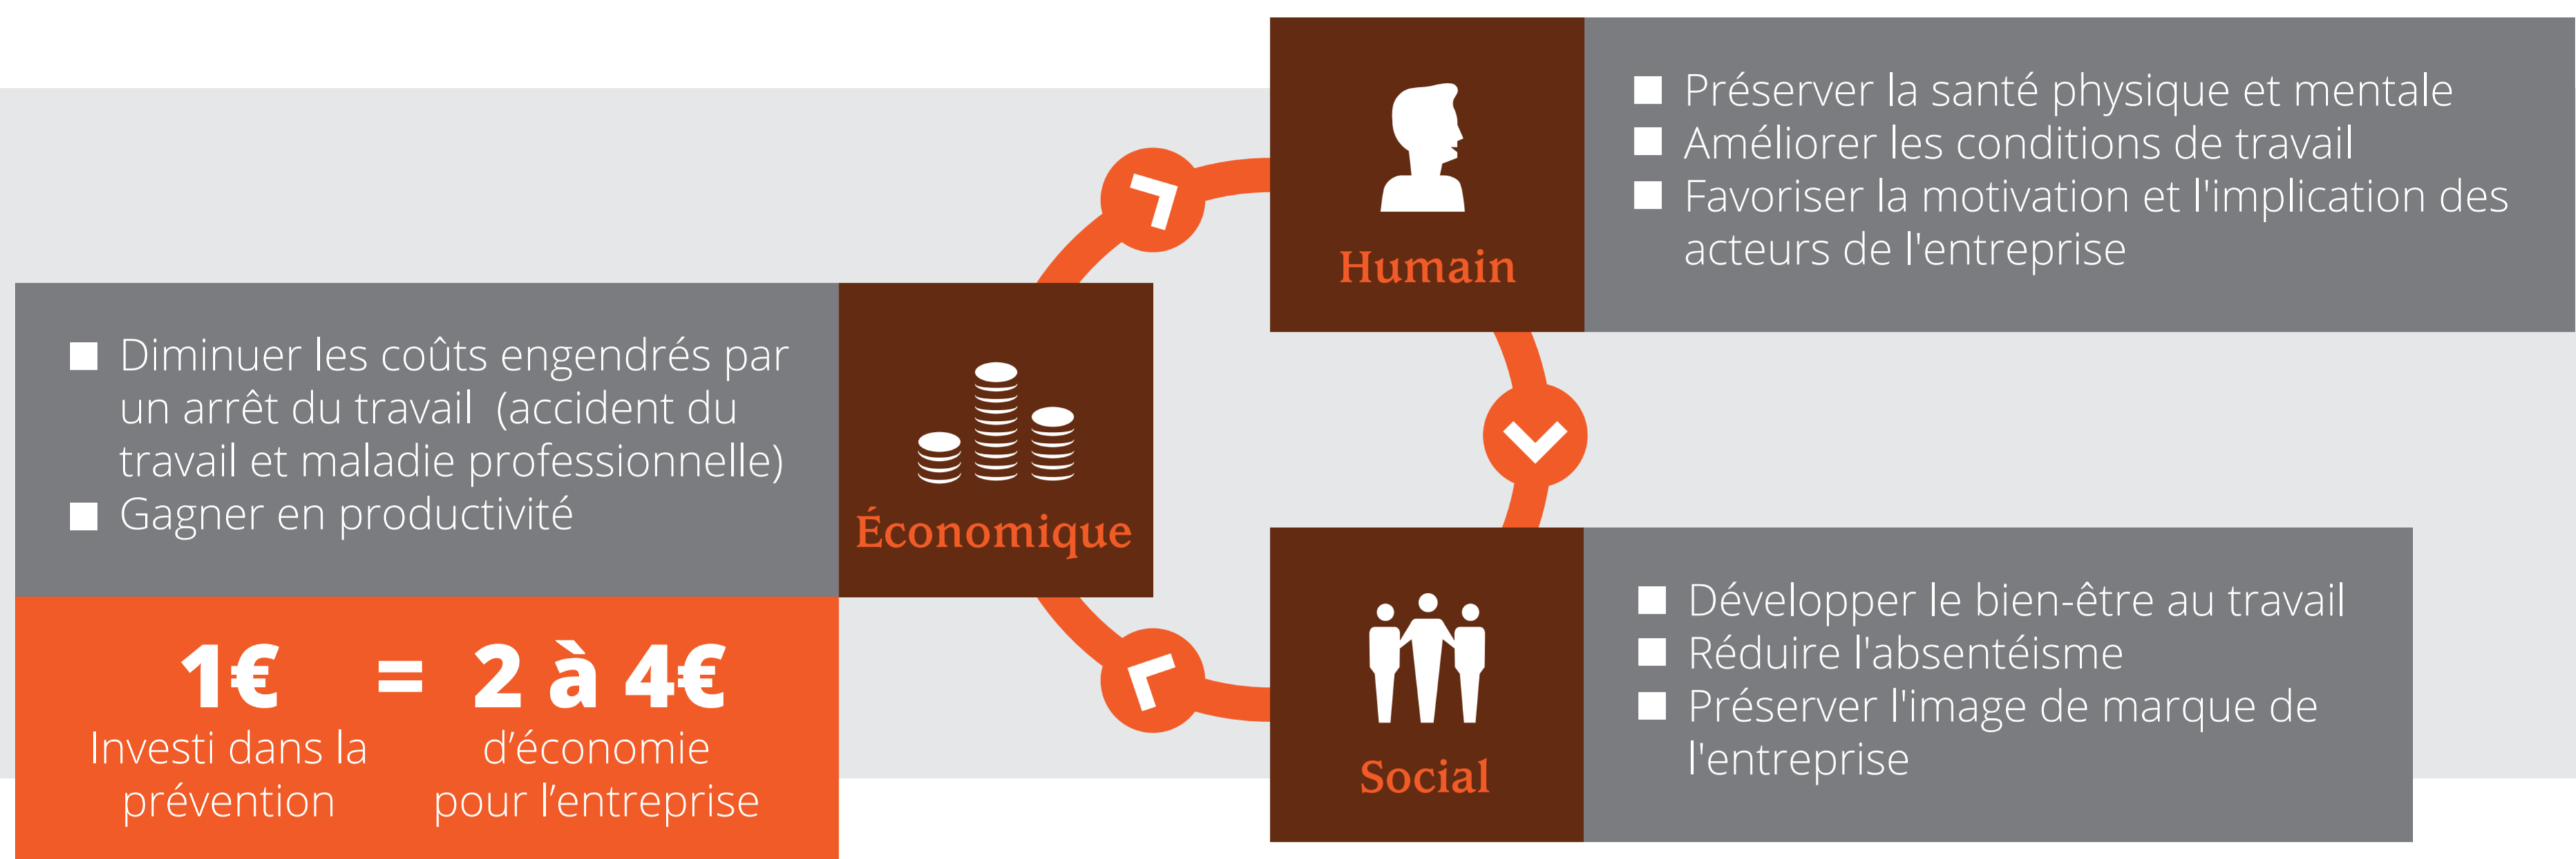 Humain
Préserver la santé physique et mentale
Améliorer les conditions de travail
Favoriser la motivation et l'implication des
acteurs de l'entreprise
Diminuer les coûts engendrés par
un arrêt du travail (accident du
travail et maladie professionnelle)
Gagner en productivité
Économique
1€ = 2 à 4€
Investi dans la
prévention
d’économie
pour l’entreprise
Social
Développer le bien-être au travail
Réduire l'absentéisme
Préserver l'image de marque de
l'entreprise